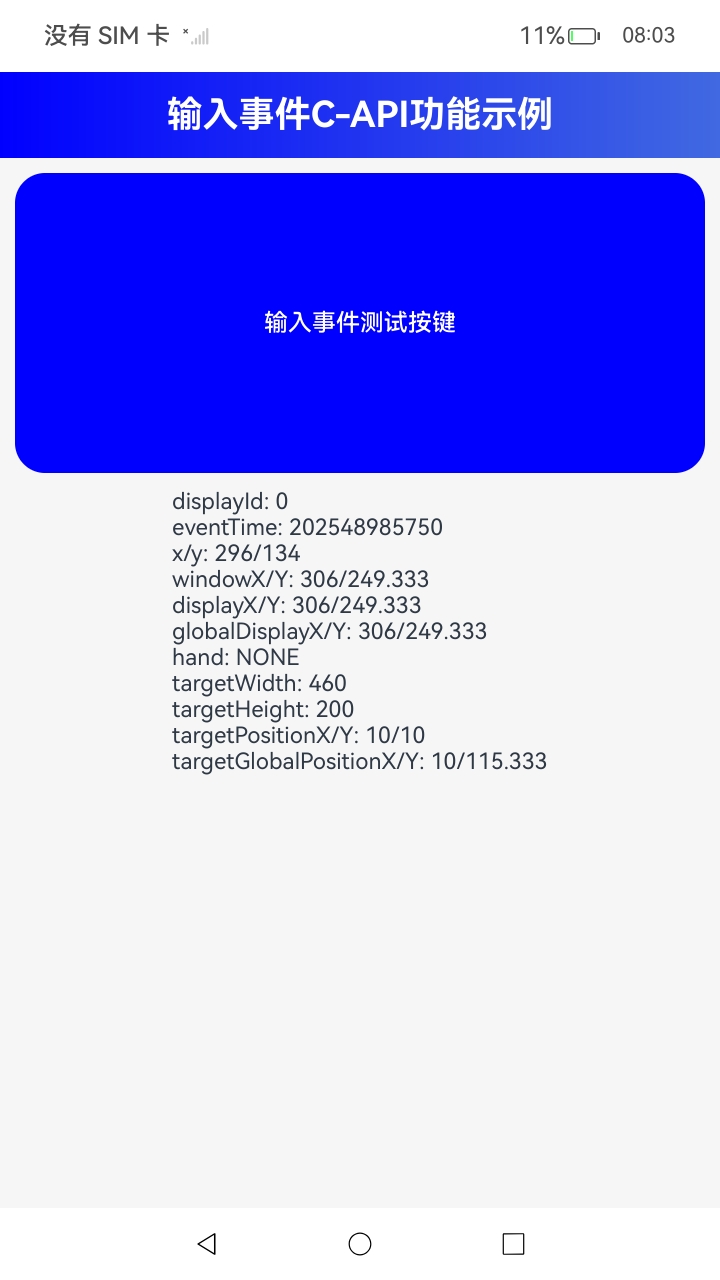 没有 SIM 卡 11% 08:03
输入事件C-API功能示例
输入事件测试按键
displayId: 0
eventTime: 202548985750
x/y: 296/134
windowX/Y: 306/249.333
displayX/Y: 306/249.333
globalDisplayX/Y: 306/249.333
hand: NONE
targetWidth: 460
targetHeight: 200
targetPositionX/Y: 10/10
targetGlobalPositionX/Y: 10/115.333